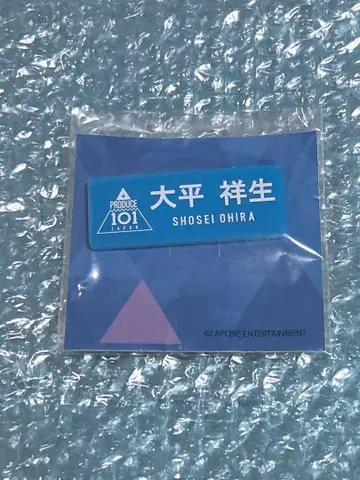 PRODUCE
101
JAPAN
大平 祥生
SHOSEI OHIRA
©LAPONE ENTERTAINMENT